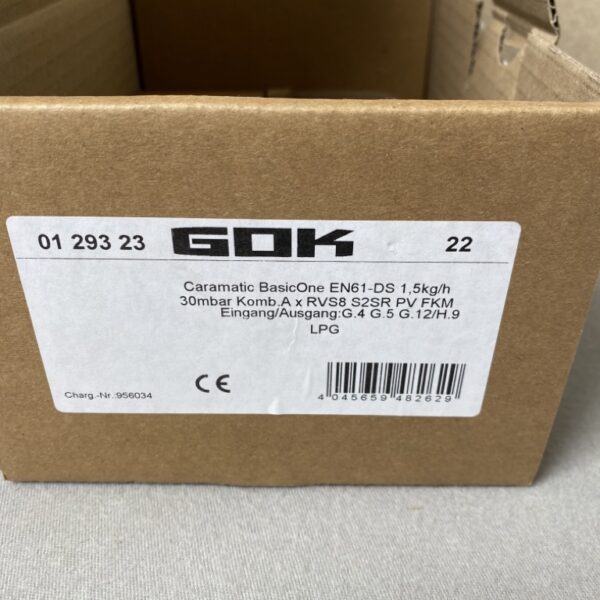 01 293 23 GOK 22
Caramatic BasicOne EN61-DS 1,5kg/h
30mbar Komb.A x RVS8 S2SR PV FKM
Eingang/Ausgang:G.4 G.5 G.12/H.9
LPG
Charg.-Nr.:956034
CE
4 045659 482629